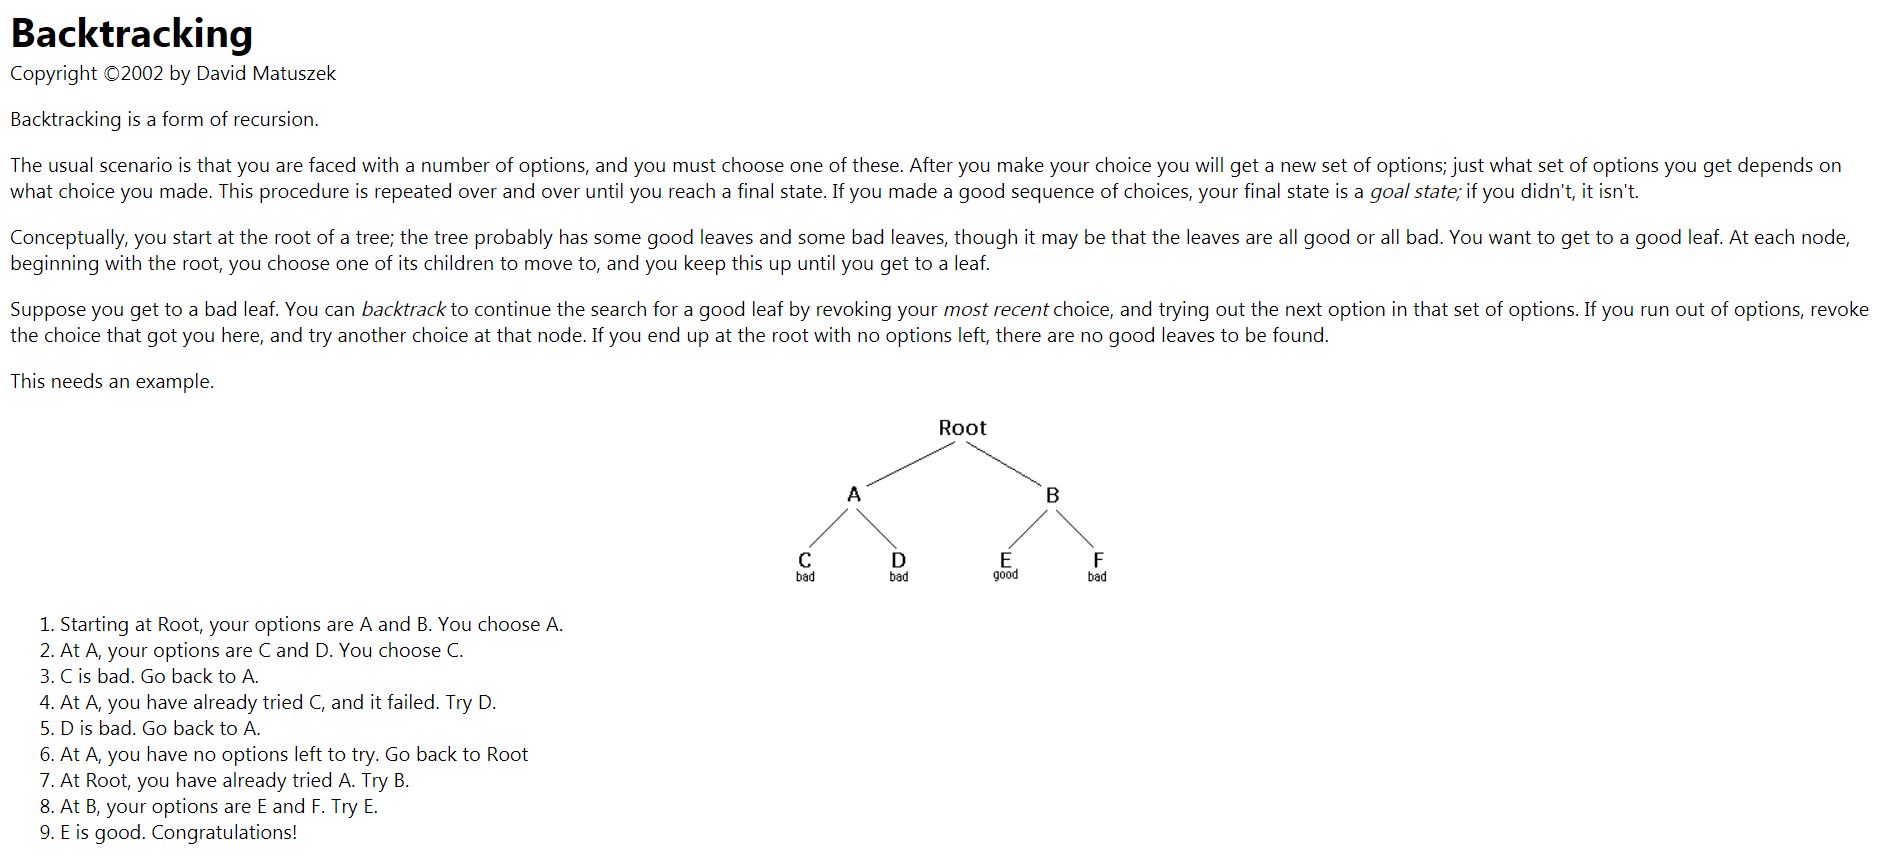 Backtracking
Copyright ©2002 by David Matuszek
Backtracking is a form of recursion.
The usual scenario is that you are faced with a number of options, and you must choose one of these. After you make your choice you will get a new set of options; just what set of options you get depends on
what choice you made. This procedure is repeated over and over until you reach a final state. If you made a good sequence of choices, your final state is a goal state; if you didn't, it isn't.
Conceptually, you start at the root of a tree; the tree probably has some good leaves and some bad leaves, though it may be that the leaves are all good or all bad. You want to get to a good leaf. At each node,
beginning with the root, you choose one of its children to move to, and you keep this up until you get to a leaf.
Suppose you get to a bad leaf. You can backtrack to continue the search for a good leaf by revoking your most recent choice, and trying out the next option in that set of options. If you run out of options, revoke
the choice that got you here, and try another choice at that node. If you end up at the root with no options left, there are no good leaves to be found.
This needs an example.
Root
A B
C D E F
bad bad good bad
1. Starting at Root, your options are A and B. You choose A.
2. At A, your options are C and D. You choose C.
3. C is bad. Go back to A.
4. At A, you have already tried C, and it failed. Try D.
5. D is bad. Go back to A.
6. At A, you have no options left to try. Go back to Root
7. At Root, you have already tried A. Try B.
8. At B, your options are E and F. Try E.
9. E is good. Congratulations!